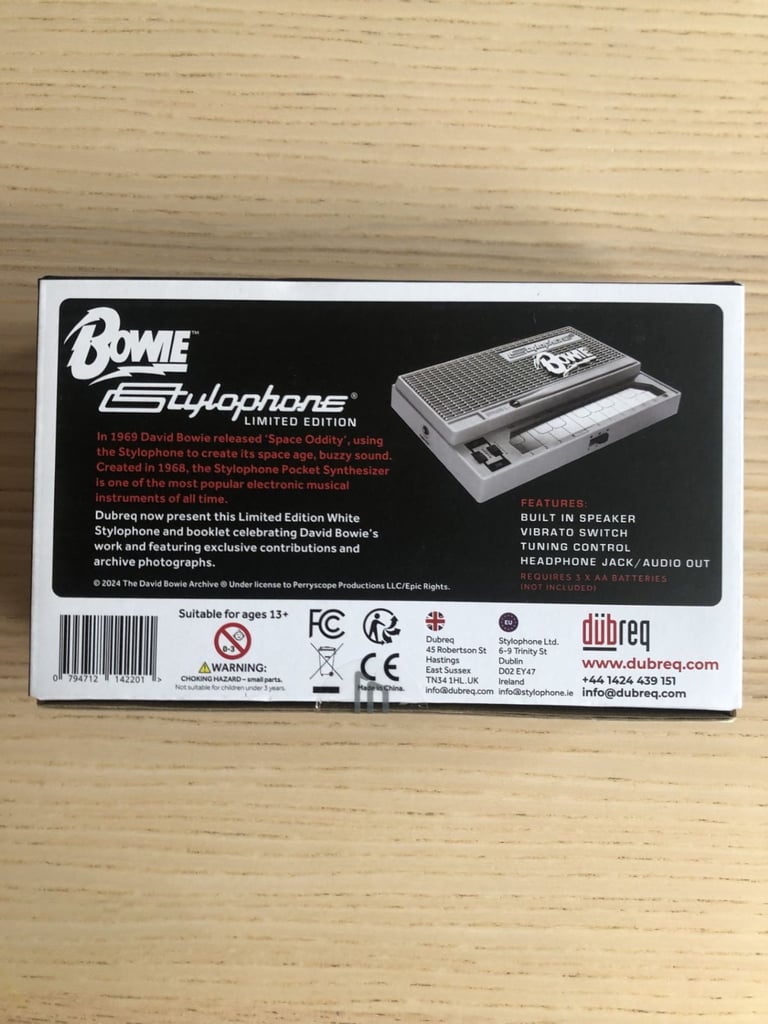 BOWIE™
Stylophone®
LIMITED EDITION
In 1969 David Bowie released 'Space Oddity', using
the Stylophone to create its space age, buzzy sound.
Created in 1968, the Stylophone Pocket Synthesizer
is one of the most popular electronic musical
instruments of all time.
Dubreq now present this Limited Edition White
Stylophone and booklet celebrating David Bowie's
work and featuring exclusive contributions and
archive photographs.
© 2024 The David Bowie Archive ® Under license to Perryscope Productions LLC/Epic Rights.
Stylophone
BOWIE
FEATURES:
BUILT IN SPEAKER
VIBRATO SWITCH
TUNING CONTROL
HEADPHONE JACK/AUDIO OUT
REQUIRES 3 X AA BATTERIES
(NOT INCLUDED)
0 794712 142201 >
Suitable for ages 13+
0-3
WARNING:
CHOKING HAZARD – small parts.
Not suitable for children under 3 years.
FC
CE
Made in China.
Dubreq
45 Robertson St
Hastings
East Sussex
TN34 1HL.UK
info@dubreq.com
EU
Stylophone Ltd.
6-9 Trinity St
Dublin
D02 EY47
Ireland
info@stylophone.ie
dübreq
www.dubreq.com
+44 1424 439 151
info@dubreq.com